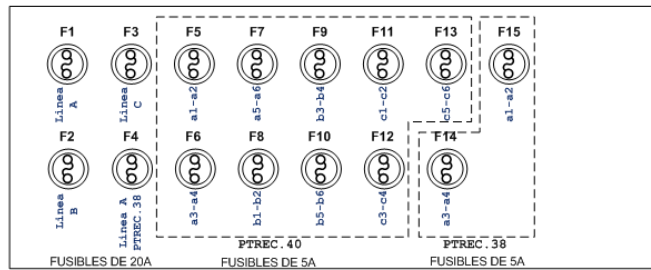 F1 F3 F5 F7 F9 F11 F13 F15
Linea A
Linea C
a1-a2
a5-a6
b3-b4
c1-c2
c5-c6
a1-a2
F2 F4 F6 F8 F10 F12 F14
Linea B
Linea A PTREC.38
a3-a4
b1-b2
b5-b6
c3-c4
a3-a4
PTREC.40 PTREC.38
FUSIBLES DE 20A FUSIBLES DE 5A FUSIBLES DE 5A